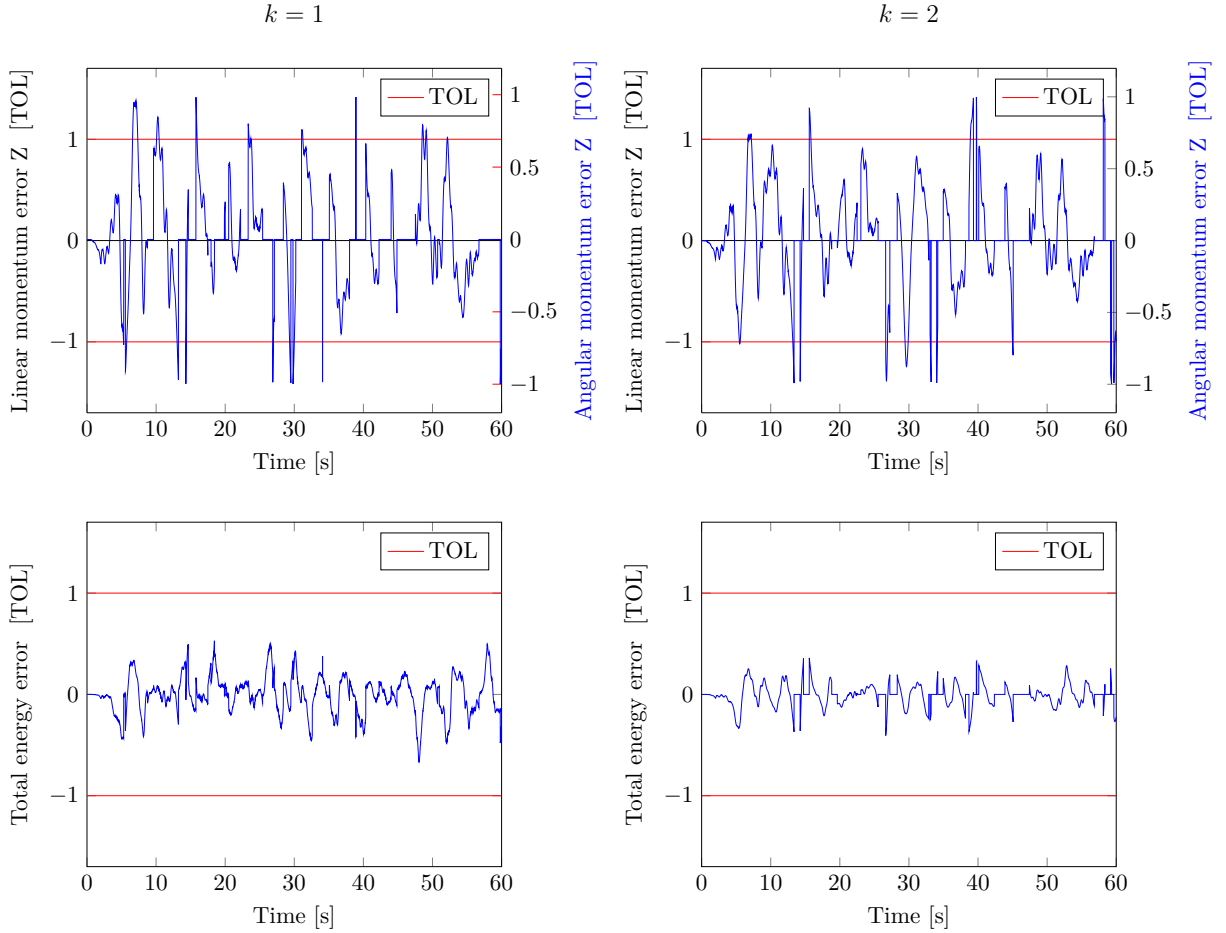 k = 1
k = 2
Linear momentum error Z [TOL]
1
0
−1
TOL
1
0.5
0
−0.5
−1
Angular momentum error Z [TOL]
0 10 20 30 40 50 60
Time [s]
Linear momentum error Z [TOL]
1
0
−1
TOL
1
0.5
0
−0.5
−1
Angular momentum error Z [TOL]
0 10 20 30 40 50 60
Time [s]
Total energy error [TOL]
1
0
−1
TOL
0 10 20 30 40 50 60
Time [s]
Total energy error [TOL]
1
0
−1
TOL
0 10 20 30 40 50 60
Time [s]